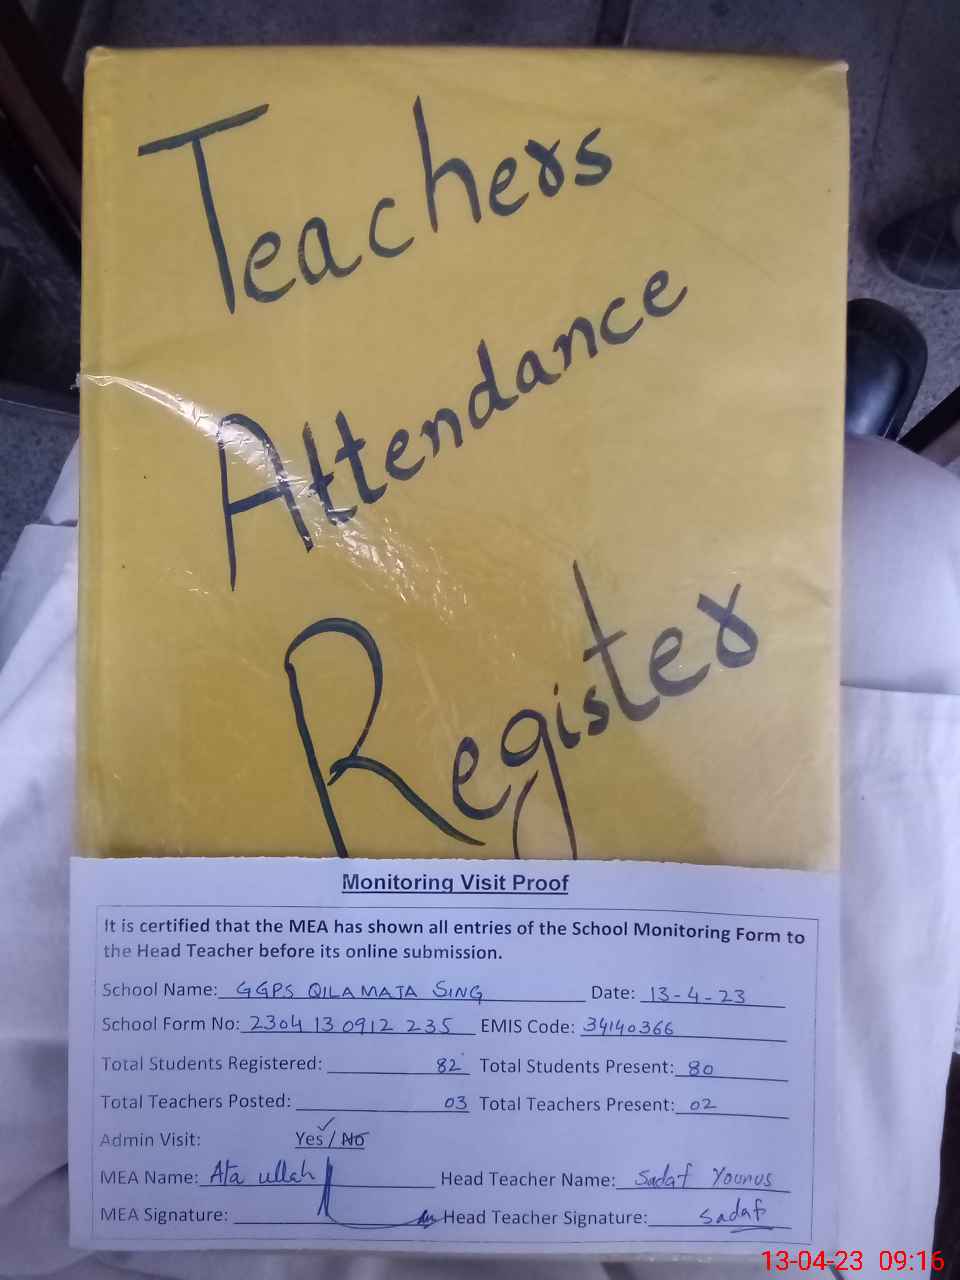 Teachers
Attendance
Register
Monitoring Visit Proof
It is certified that the MEA has shown all entries of the School Monitoring Form to
the Head Teacher before its online submission.
School Name: GGPS QILA MAJA SING Date: 13-4-23
School Form No: 2304 13 0912 235 EMIS Code: 34140366
Total Students Registered: 82 Total Students Present: 80
Total Teachers Posted: 03 Total Teachers Present: 02
Admin Visit: Yes / No
MEA Name: Ata ullah Head Teacher Name: Sadaf Younus
MEA Signature: Head Teacher Signature: Sadaf
13-04-23 09:16